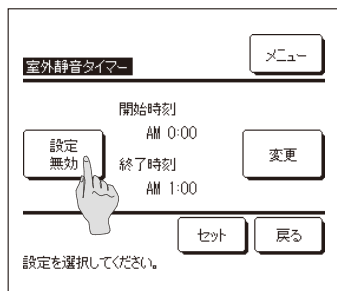 室外静音タイマー
メニュー
開始時刻
AM 0:00
設定
無効
終了時刻
AM 1:00
変更
セット
戻る
設定を選択してください。